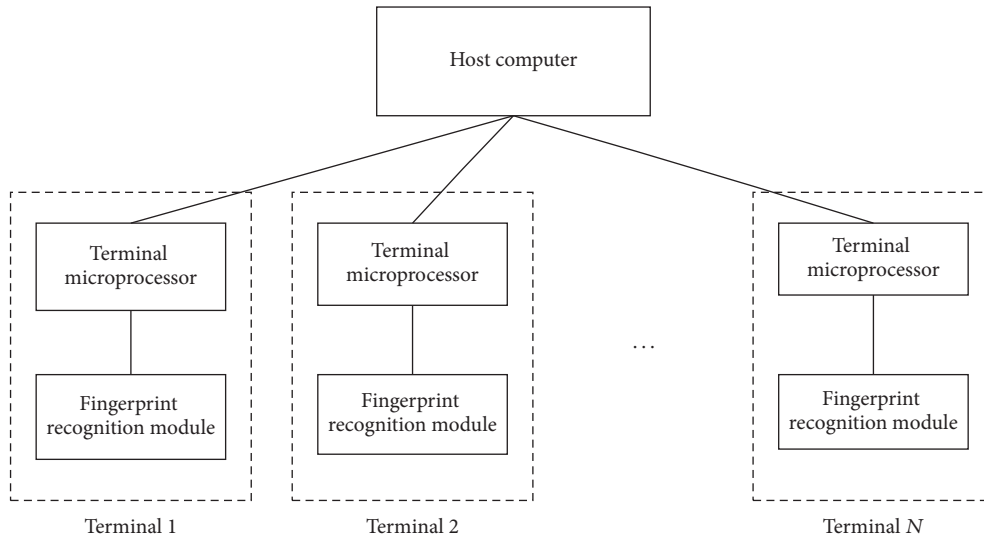 Host computer
Terminal
microprocessor
Terminal
microprocessor
Terminal
microprocessor
...
Fingerprint
recognition module
Fingerprint
recognition module
Fingerprint
recognition module
Terminal 1
Terminal 2
Terminal N